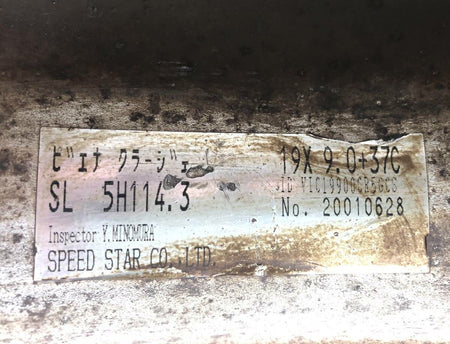 ビエナ クラージュ 19X 9.0+37C
SL 5H114.3
No. 20010628
Inspector Y.MINOMURA
SPEED STAR CO.,LTD.